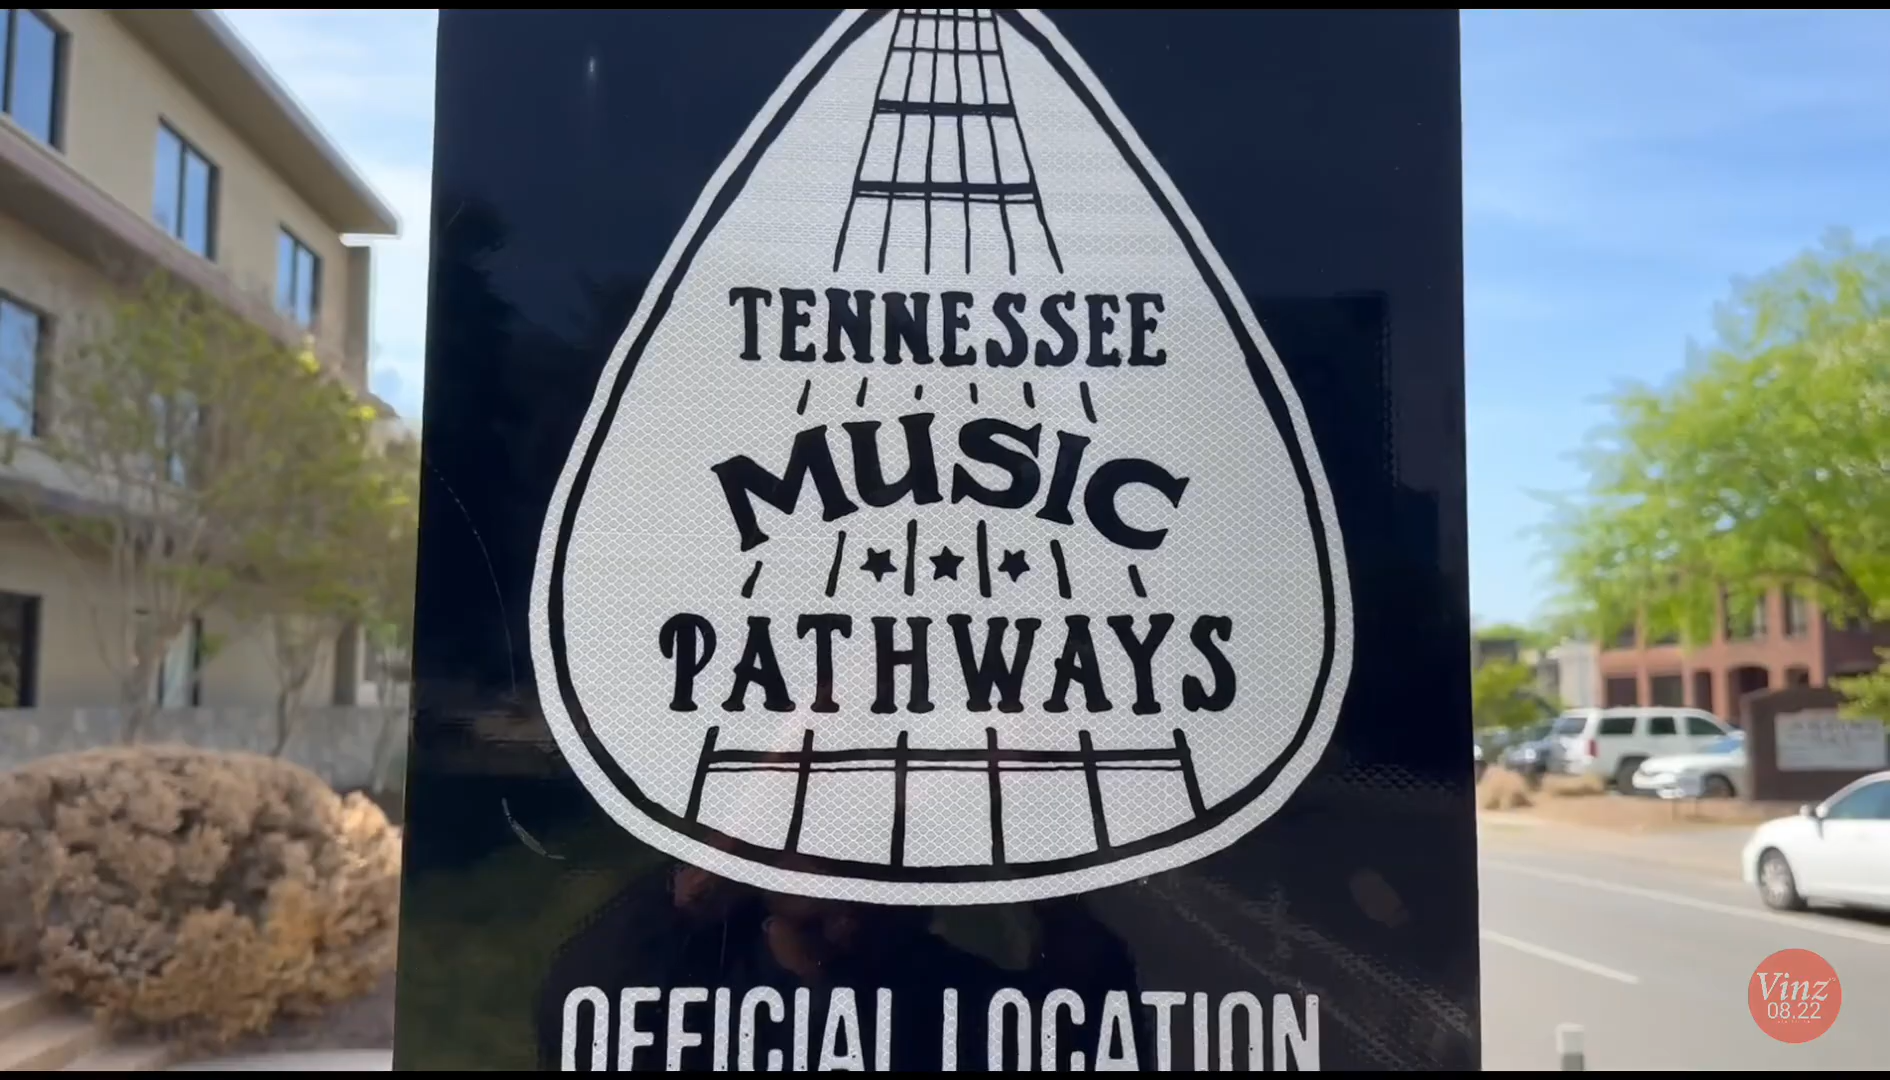 TENNESSEE
MUSIC
PATHWAYS
OFFICIAL LOCATION
Vinz
08.22